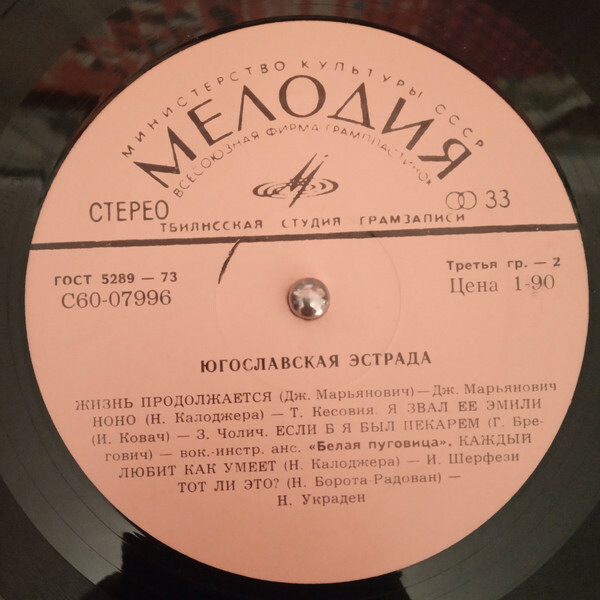 МИНИСТЕРСТВО КУЛЬТУРЫ СССР
МЕЛОДИЯ
ВСЕСОЮЗНАЯ ФИРМА ГРАМПЛАСТИНОК
СТЕРЕО
33
ТБИЛИССКАЯ СТУДИЯ ГРАМЗАПИСИ
ГОСТ 5289 — 73
Третья гр. — 2
С60-07996
Цена 1-90
ЮГОСЛАВСКАЯ ЭСТРАДА
ЖИЗНЬ ПРОДОЛЖАЕТСЯ (Дж. Марьянович) — Дж. Марьянович
НОНО (Н. Калоджера) — Т. Кесовия. Я ЗВАЛ ЕЕ ЭМИЛИ
(И. Ковач) — З. Чолич. ЕСЛИ Б Я БЫЛ ПЕКАРЕМ (Г. Бре-
гович) — вок.-инстр. анс. «Белая пуговица». КАЖДЫЙ
ЛЮБИТ КАК УМЕЕТ (Н. Калоджера) — И. Шерфези
ТОТ ЛИ ЭТО? (Н. Борота-Радован) —
Н. Украден